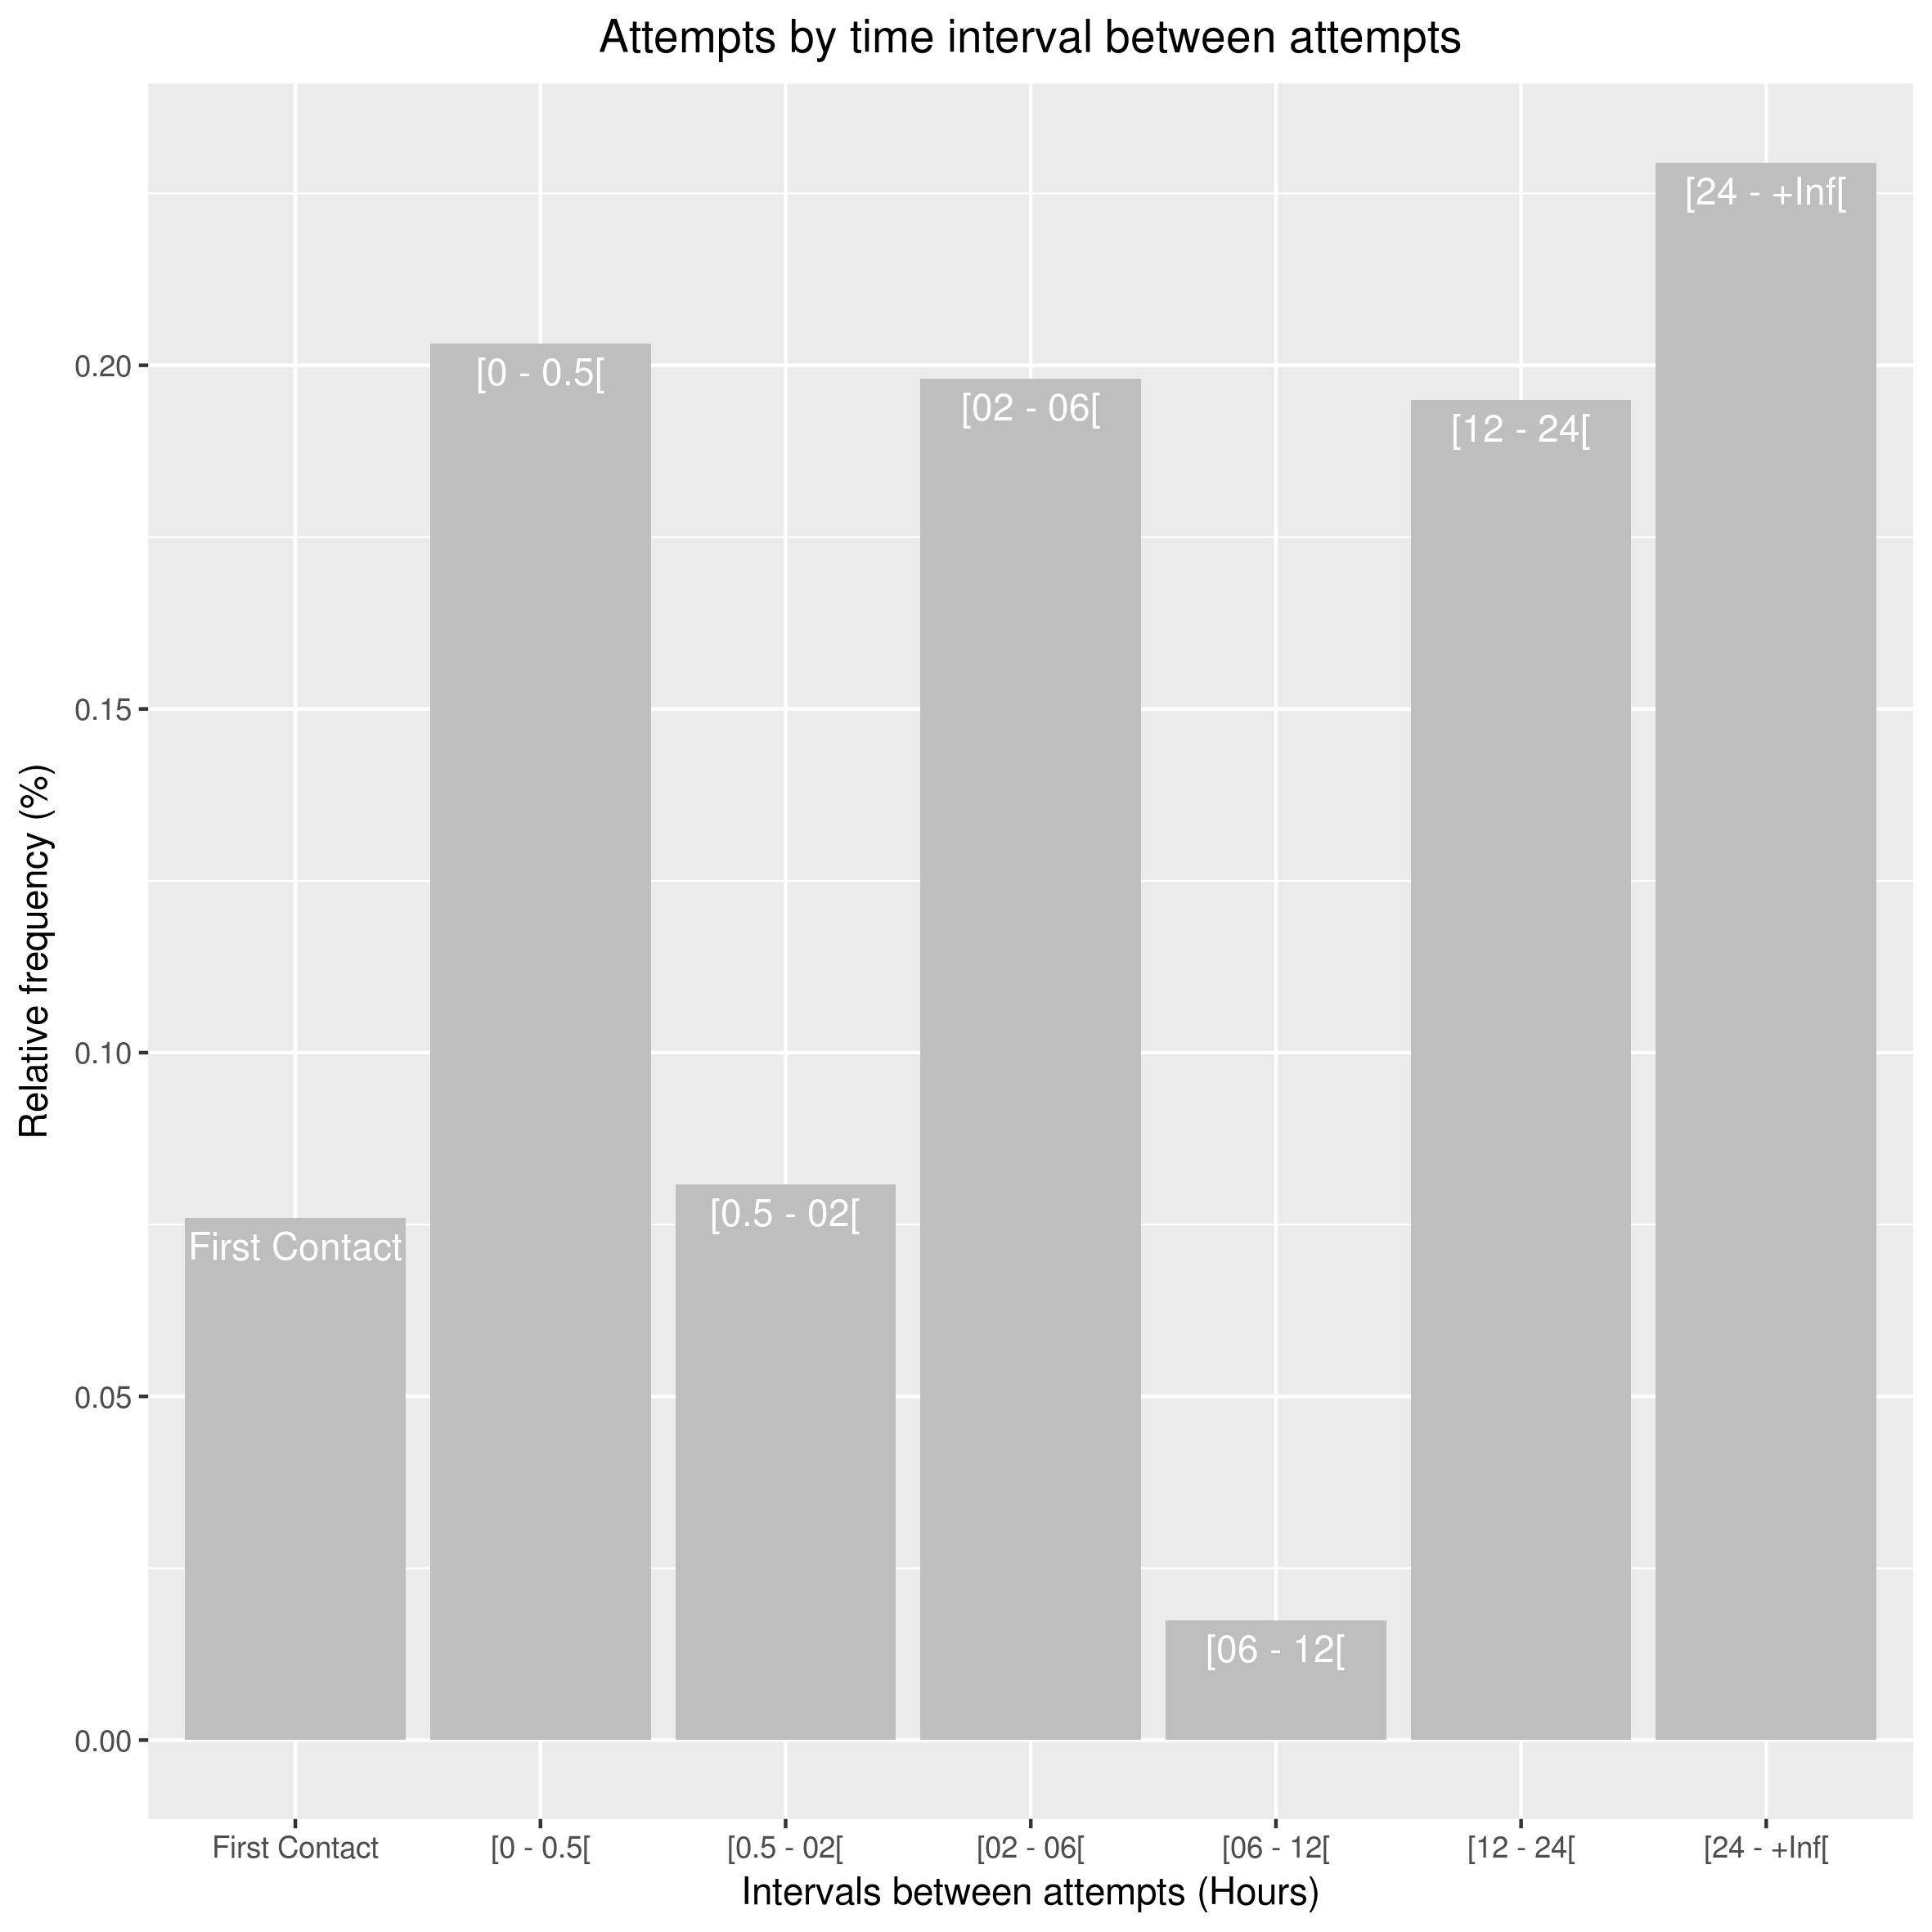 Attempts by time interval between attempts
Relative frequency (%)
0.20
0.15
0.10
0.05
0.00
First Contact
[0 - 0.5[
[0.5 - 02[
[02 - 06[
[06 - 12[
[12 - 24[
[24 - +Inf[
First Contact
[0 - 0.5[
[0.5 - 02[
[02 - 06[
[06 - 12[
[12 - 24[
[24 - +Inf[
Intervals between attempts (Hours)